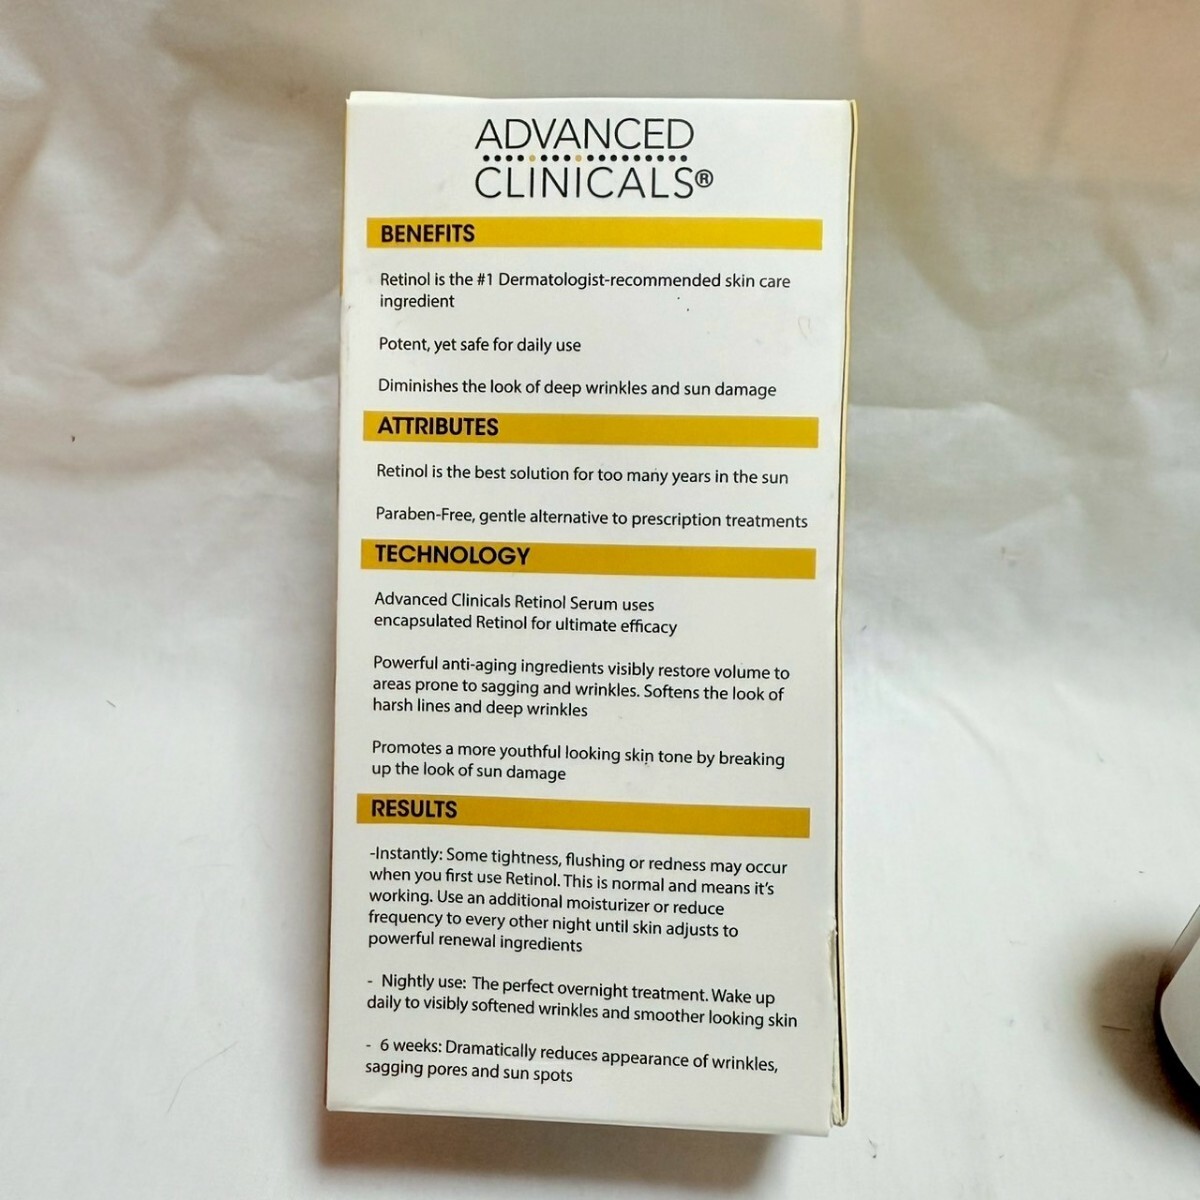 ADVANCED
CLINICALS®
BENEFITS
Retinol is the #1 Dermatologist-recommended skin care
ingredient
Potent, yet safe for daily use
Diminishes the look of deep wrinkles and sun damage
ATTRIBUTES
Retinol is the best solution for too many years in the sun
Paraben-Free, gentle alternative to prescription treatments
TECHNOLOGY
Advanced Clinicals Retinol Serum uses
encapsulated Retinol for ultimate efficacy
Powerful anti-aging ingredients visibly restore volume to
areas prone to sagging and wrinkles. Softens the look of
harsh lines and deep wrinkles
Promotes a more youthful looking skin tone by breaking
up the look of sun damage
RESULTS
-Instantly: Some tightness, flushing or redness may occur
when you first use Retinol. This is normal and means it's
working. Use an additional moisturizer or reduce
frequency to every other night until skin adjusts to
powerful renewal ingredients
- Nightly use: The perfect overnight treatment. Wake up
daily to visibly softened wrinkles and smoother looking skin
- 6 weeks: Dramatically reduces appearance of wrinkles,
sagging pores and sun spots